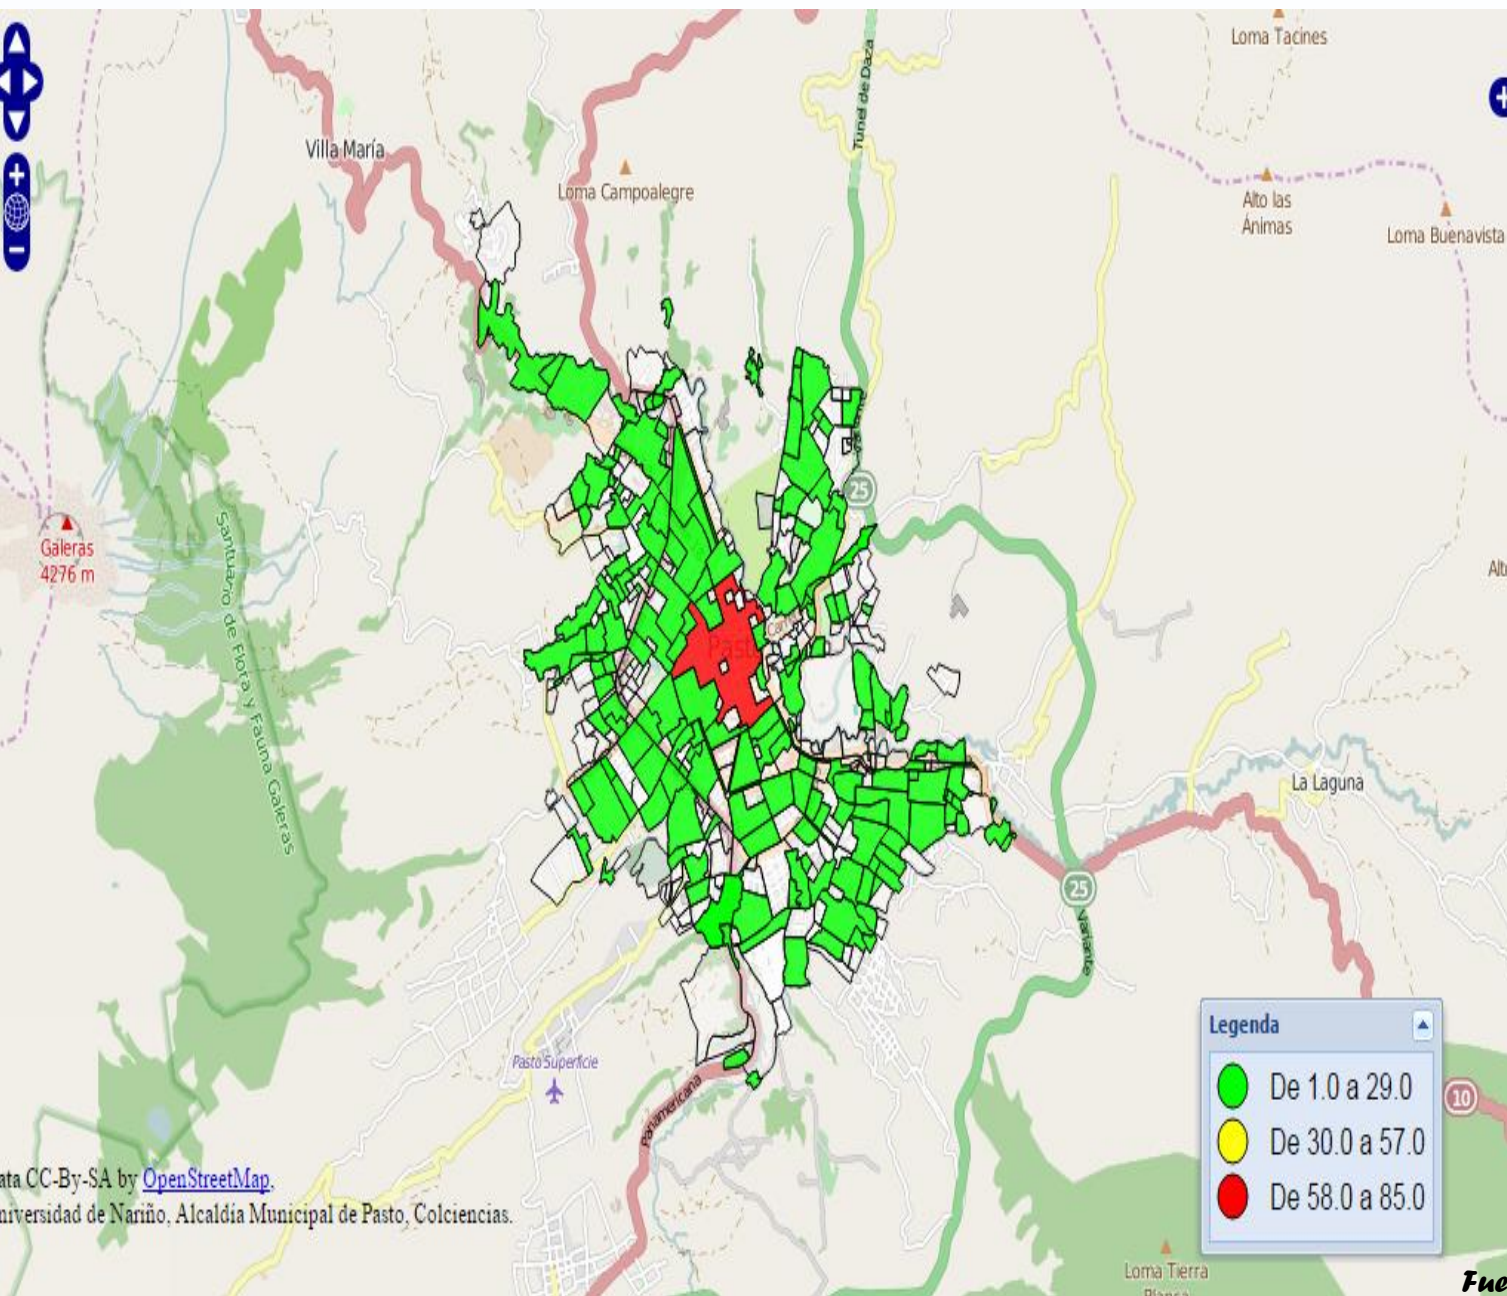 Loma Tacines
Tunel de Daza
Villa María
Loma Campoalegre
Alto las
Ánimas
Loma Buenavista
25
Galeras
4276 m
Santuario de Flora y Fauna Galeras
Pasto
La Laguna
25
Variante
Pasto Superficie
Panamericana
Legenda
De 1.0 a 29.0
De 30.0 a 57.0
De 58.0 a 85.0
10
ata CC-By-SA by OpenStreetMap,
niversidad de Nariño, Alcaldía Municipal de Pasto, Colciencias.
Loma Tierra
Fue